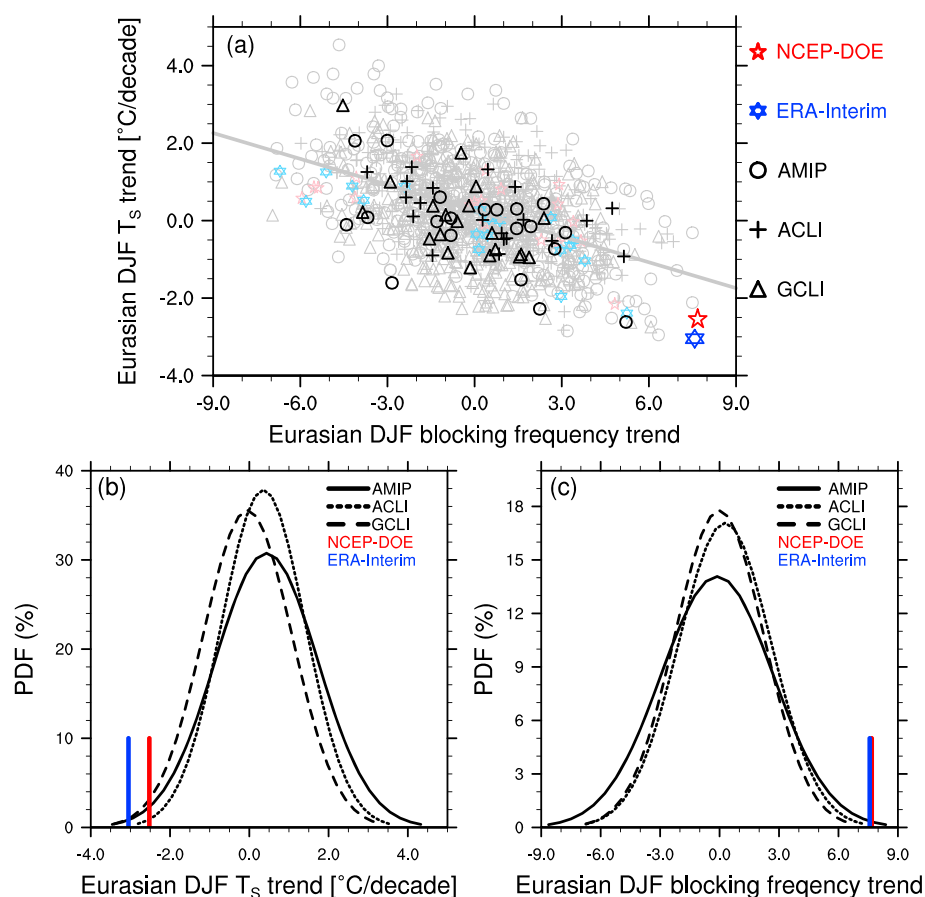 (a)
Eurasian DJF TS trend [°C/decade]
4.0
2.0
0.0
-2.0
-4.0
-9.0 -6.0 -3.0 0.0 3.0 6.0 9.0
Eurasian DJF blocking frequency trend
NCEP-DOE
ERA-Interim
AMIP
ACLI
GCLI
(b)
PDF (%)
40
30
20
10
0
AMIP
ACLI
GCLI
NCEP-DOE
ERA-Interim
-4.0 -2.0 0.0 2.0 4.0
Eurasian DJF TS trend [°C/decade]
(c)
PDF (%)
18
15
12
9
6
3
0
AMIP
ACLI
GCLI
NCEP-DOE
ERA-Interim
-9.0 -6.0 -3.0 0.0 3.0 6.0 9.0
Eurasian DJF blocking freqency trend